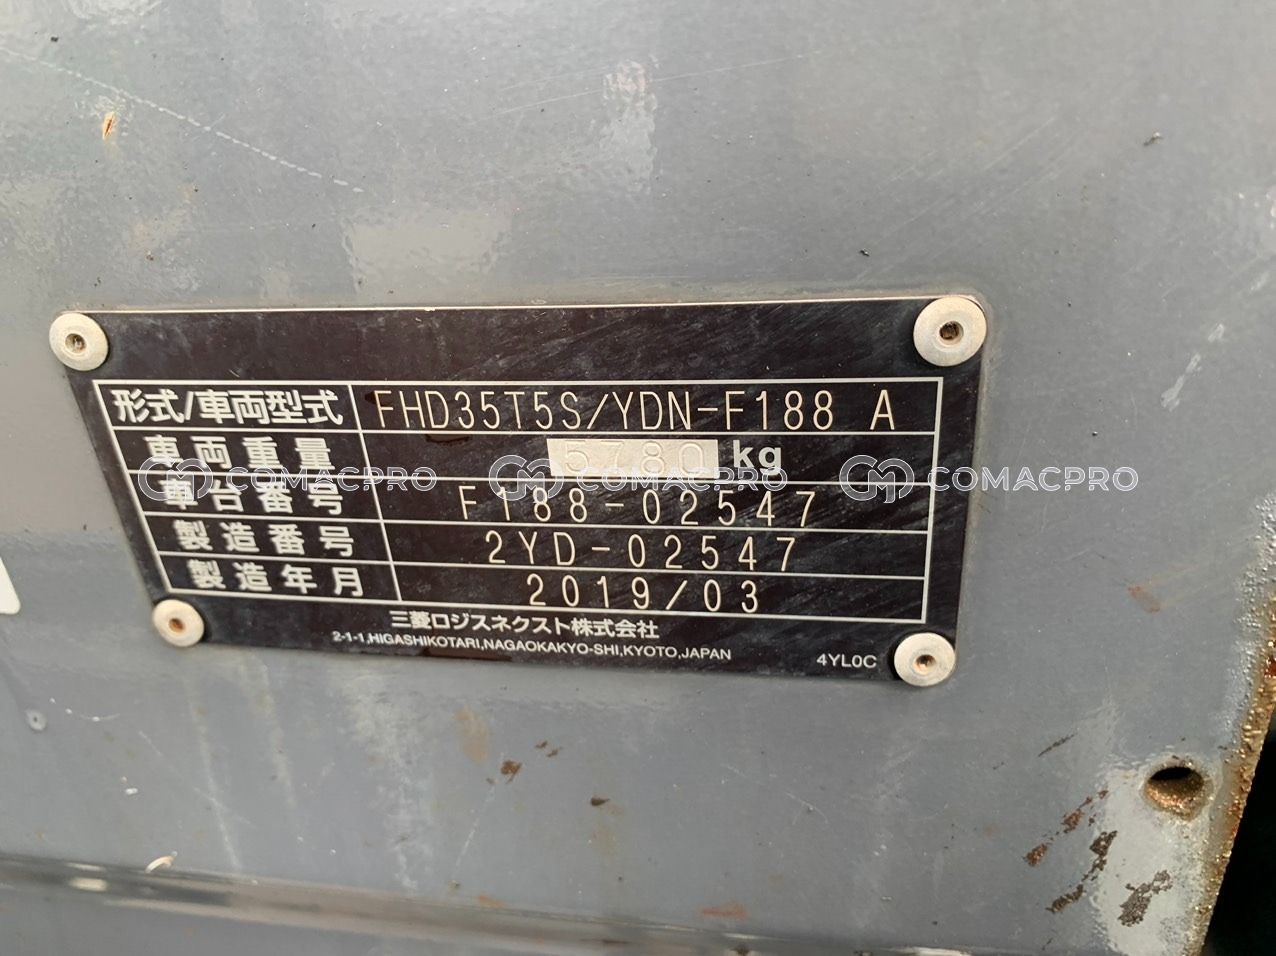 形式/車両型式 FHD35T5S/YDN-F188 A
車両重量 5780 kg
COMACPRO COMACPRO COMACPRO
車台番号 F188-02547
製造番号 2YD-02547
製造年月 2019/03
三菱ロジスネクスト株式会社
2-1-1,HIGASHIKOTARI,NAGAOKAKYO-SHI,KYOTO,JAPAN
4YL0C